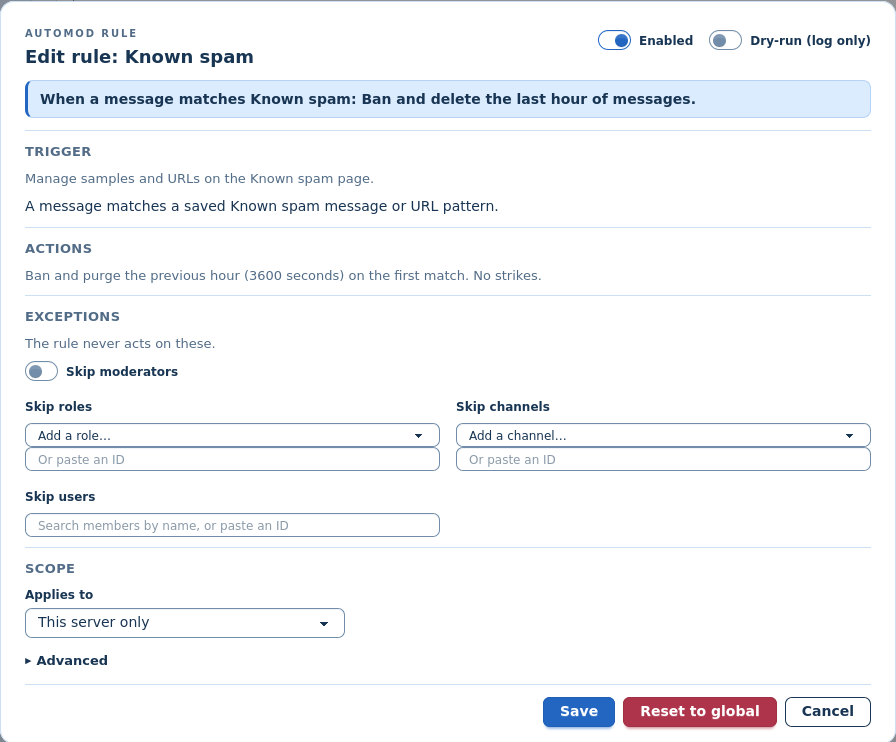 AUTOMOD RULE
Edit rule: Known spam
Enabled
Dry-run (log only)
When a message matches Known spam: Ban and delete the last hour of messages.
TRIGGER
Manage samples and URLs on the Known spam page.
A message matches a saved Known spam message or URL pattern.
ACTIONS
Ban and purge the previous hour (3600 seconds) on the first match. No strikes.
EXCEPTIONS
The rule never acts on these.
Skip moderators
Skip roles
Add a role...
Or paste an ID
Skip channels
Add a channel...
Or paste an ID
Skip users
Search members by name, or paste an ID
SCOPE
Applies to
This server only
Advanced
Save
Reset to global
Cancel